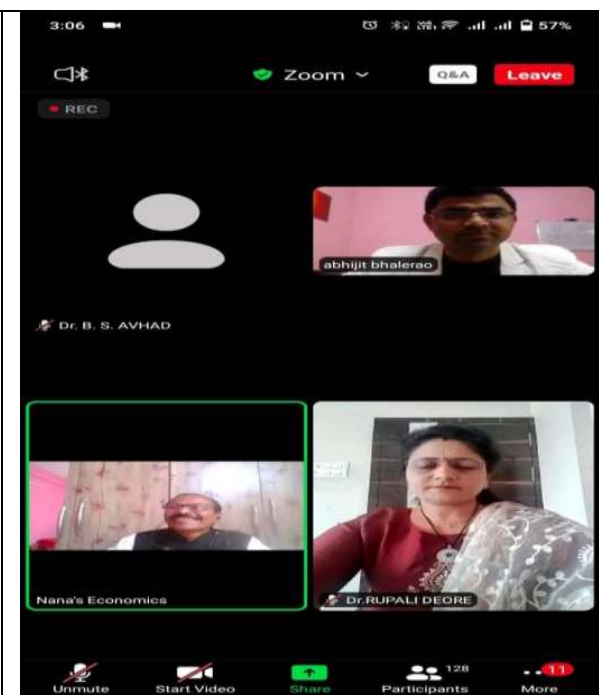 3:06 57%
Zoom Q&A Leave
REC
abhijit bhalerao
Dr. B. S. AVHAD
Nana's Economics
Dr.RUPALI DEORE
128
11
Unmute Start Video Share Participants More